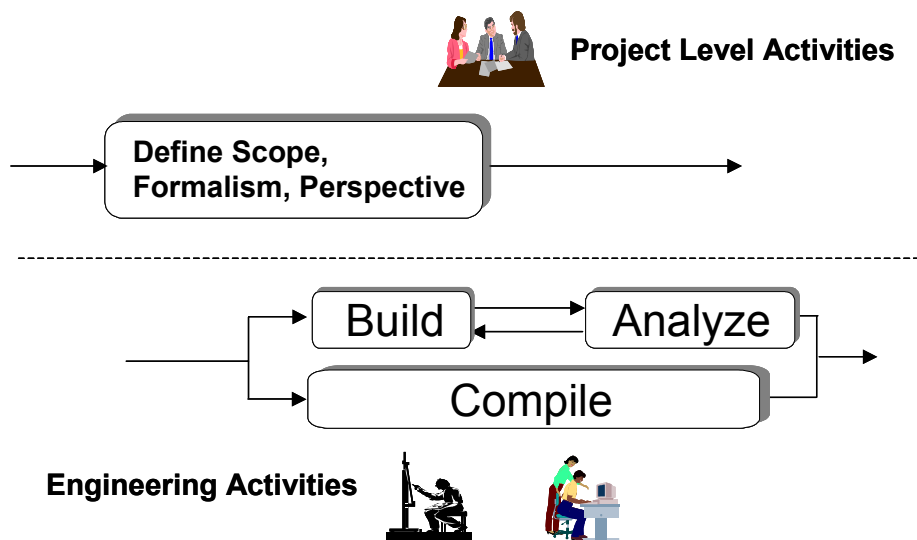 Project Level Activities
Define Scope,
Formalism, Perspective
Build
Analyze
Compile
Engineering Activities